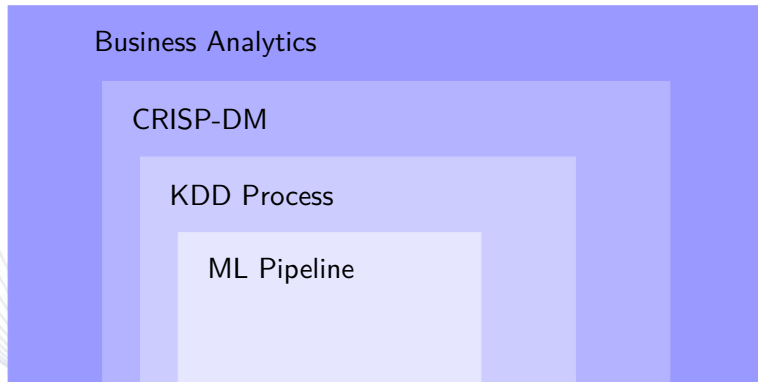 Business Analytics
CRISP-DM
KDD Process
ML Pipeline